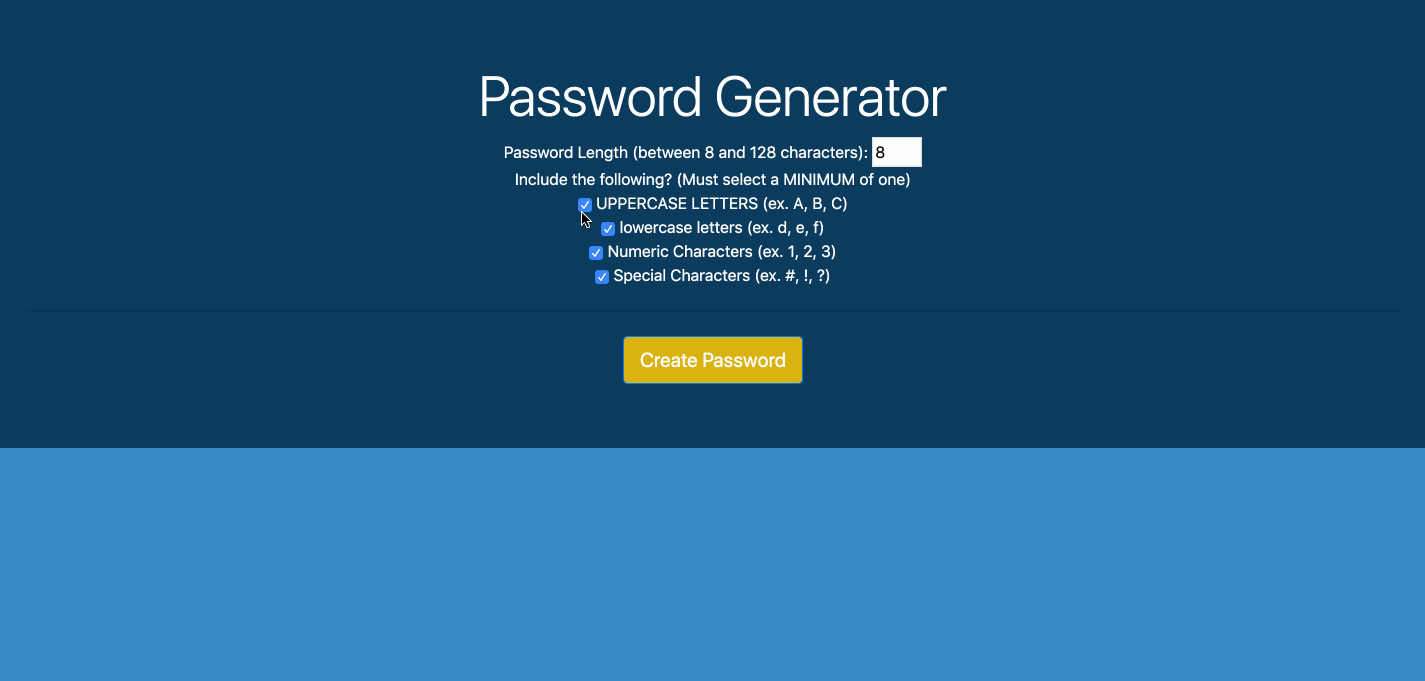 Password Generator
Password Length (between 8 and 128 characters): 8
Include the following? (Must select a MINIMUM of one)
UPPERCASE LETTERS (ex. A, B, C)
lowercase letters (ex. d, e, f)
Numeric Characters (ex. 1, 2, 3)
Special Characters (ex. #, !, ?)
Create Password